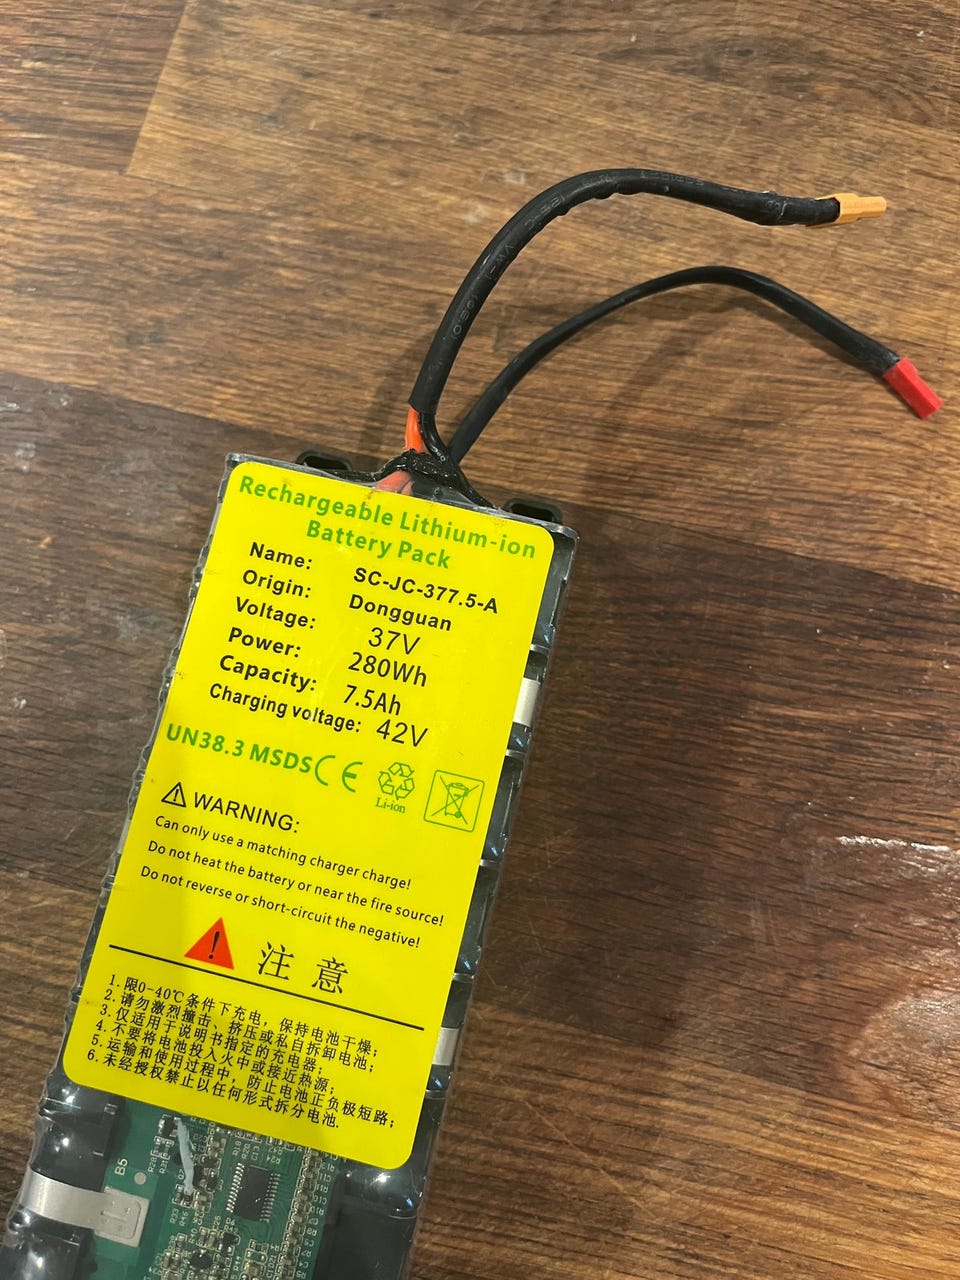 Rechargeable Lithium-ion
Battery Pack
Name: SC-JC-377.5-A
Origin: Dongguan
Voltage: 37V
Power: 280Wh
Capacity: 7.5Ah
Charging voltage: 42V
UN38.3 MSDS CE
Li-ion
WARNING:
Can only use a matching charger charge!
Do not heat the battery or near the fire source!
Do not reverse or short-circuit the negative!
注意
1. 限0-40℃条件下充电，保持电池干燥；
2. 请勿激烈撞击、挤压或私自拆卸电池；
3. 仅适用于说明书指定的充电器；
4. 不要将电池投入火中或接近热源；
5. 运输和使用过程中，防止电池正负极短路；
6. 未经授权禁止以任何形式拆分电池.
B5